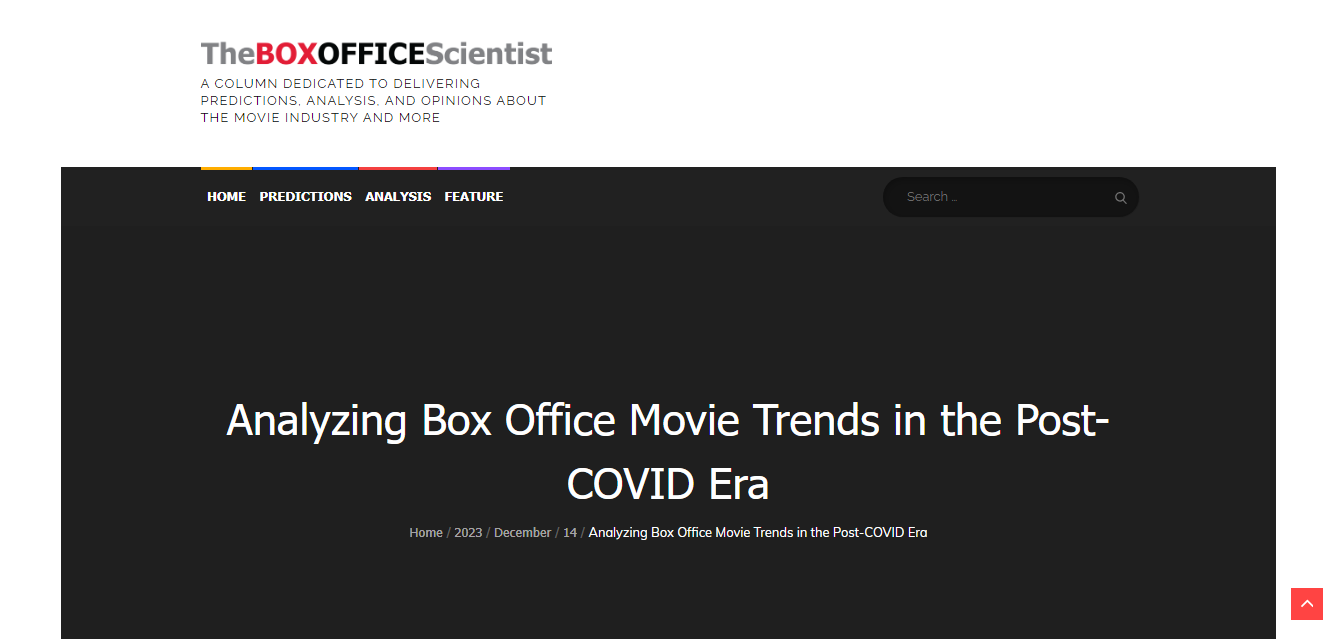 TheBOXOFFICEScientist
A COLUMN DEDICATED TO DELIVERING
PREDICTIONS, ANALYSIS, AND OPINIONS ABOUT
THE MOVIE INDUSTRY AND MORE
HOME PREDICTIONS ANALYSIS FEATURE Search ...
Analyzing Box Office Movie Trends in the Post-
COVID Era
Home / 2023 / December / 14 / Analyzing Box Office Movie Trends in the Post-COVID Era